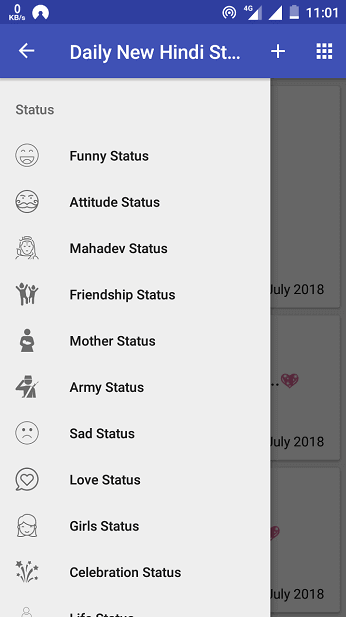 0
KB/s
4G
11:01
Daily New Hindi St...
Status
Funny Status
Attitude Status
Mahadev Status
Friendship Status
July 2018
Mother Status
..
Army Status
Sad Status
July 2018
Love Status
Girls Status
Celebration Status
July 2018
Life Status